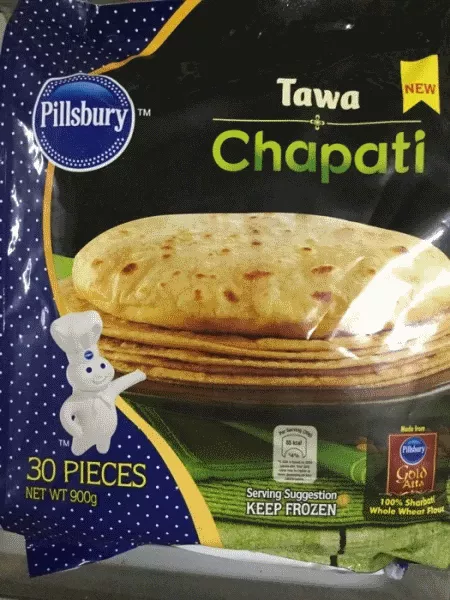 Pillsbury TM
Tawa
NEW
Chapati
Made from
Pillsbury
Gold
Atta
100% Sharbati
Whole Wheat Flour
TM
30 PIECES
NET WT 900g
Serving Suggestion
KEEP FROZEN